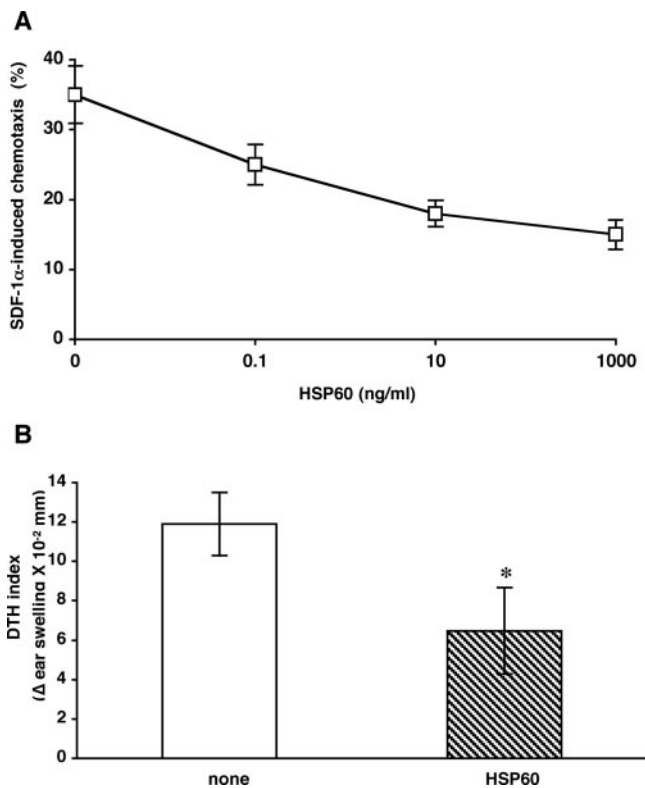 A
SDF-1α-induced chemotaxis (%)
40
30
20
10
0
0 0.1 10 1000
HSP60 (ng/ml)
B
DTH index
(Δ ear swelling X 10⁻² mm)
14
12
10
8
6
4
2
0
*
none HSP60